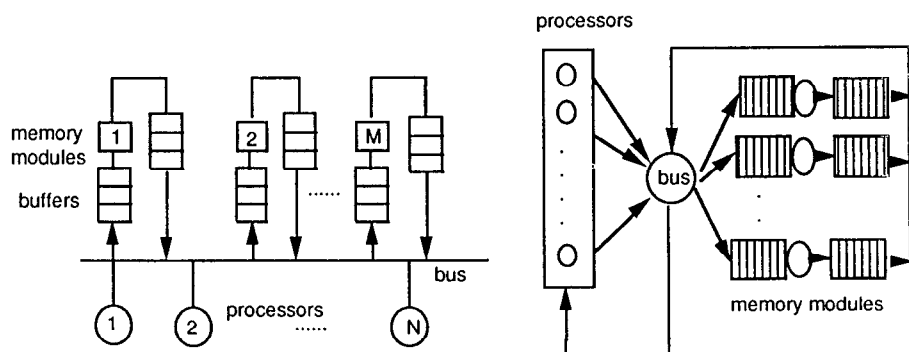 memory
modules
1
2
M
......
buffers
bus
processors
1
2
......
N
processors
bus
memory modules